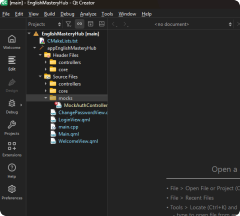 [main] - EnglishMasteryHub - Qt Creator
File Edit View Build Debug Analyze Tools Window Help
Projects
<no document>
EnglishMasteryHub [main]
CMakeLists.txt
appEnglishMasteryHub
Header Files
controllers
core
Source Files
controllers
core
mocks
MockAuthController
ChangePasswordView.q
LoginView.qml
main.cpp
Main.qml
WelcomeView.qml
Welcome
Edit
Design
Debug
Projects
Extensions
Help
Preferences
Open a
• File > Open File or Project (C
• File > Recent Files
• Tools > Locate (Ctrl+K) and
- type to open file from any